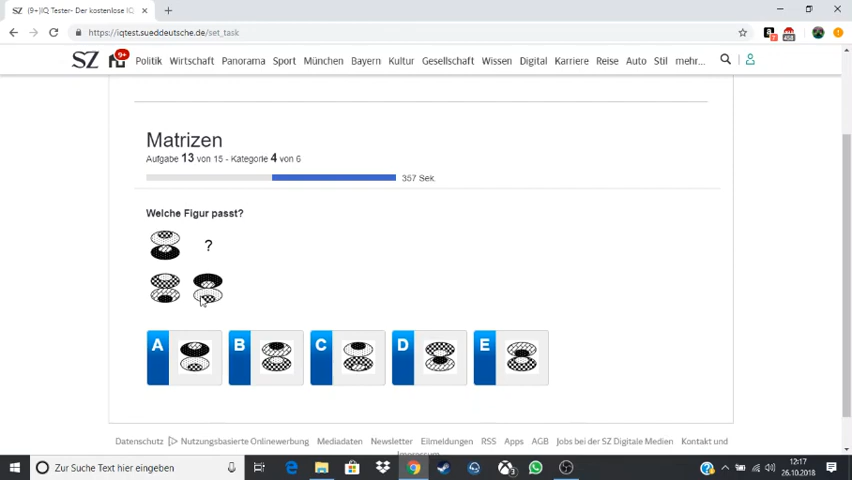 (9+)IQ Tester- Der kostenlose IQ
https://iqtest.sueddeutsche.de/set_task
450
SZ 9+ Politik Wirtschaft Panorama Sport München Bayern Kultur Gesellschaft Wissen Digital Karriere Reise Auto Stil mehr...
Matrizen
Aufgabe 13 von 15 - Kategorie 4 von 6
357 Sek.
Welche Figur passt?
?
A B C D E
Datenschutz Nutzungsbasierte Onlinewerbung Mediadaten Newsletter Eilmeldungen RSS Apps AGB Jobs bei der SZ Digitale Medien Kontakt und
Impressum
Zur Suche Text hier eingeben
12:17
26.10.2018